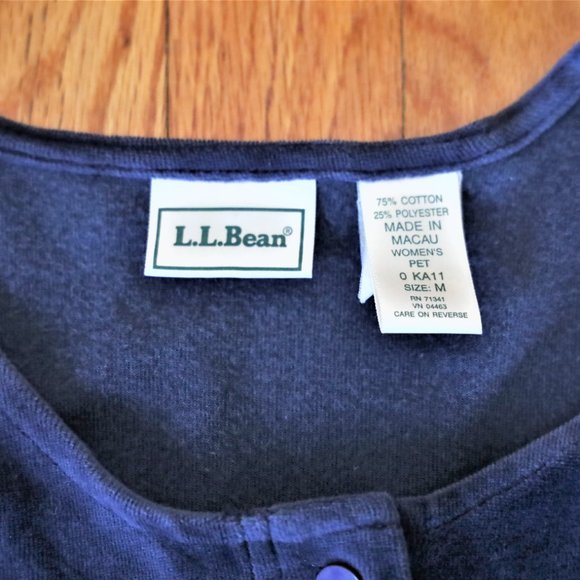 L.L.Bean®
75% COTTON
25% POLYESTER
MADE IN
MACAU
WOMEN'S
PET
0 KA11
SIZE: M
RN 71341
VN 04463
CARE ON REVERSE